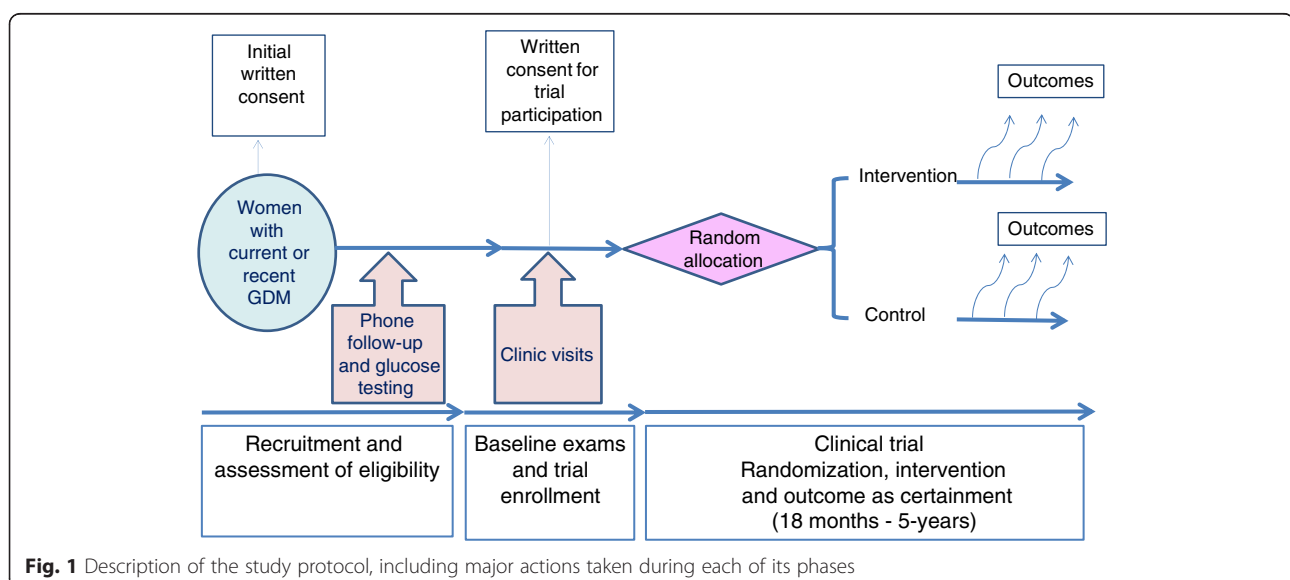 Initial
written
consent
Written
consent for
trial
participation
Outcomes
Women
with
current or
recent
GDM
Phone
follow-up
and glucose
testing
Clinic visits
Random
allocation
Intervention
Outcomes
Control
Recruitment and
assessment of eligibility
Baseline exams
and trial
enrollment
Clinical trial
Randomization, intervention
and outcome as certainment
(18 months - 5-years)
Fig. 1 Description of the study protocol, including major actions taken during each of its phases